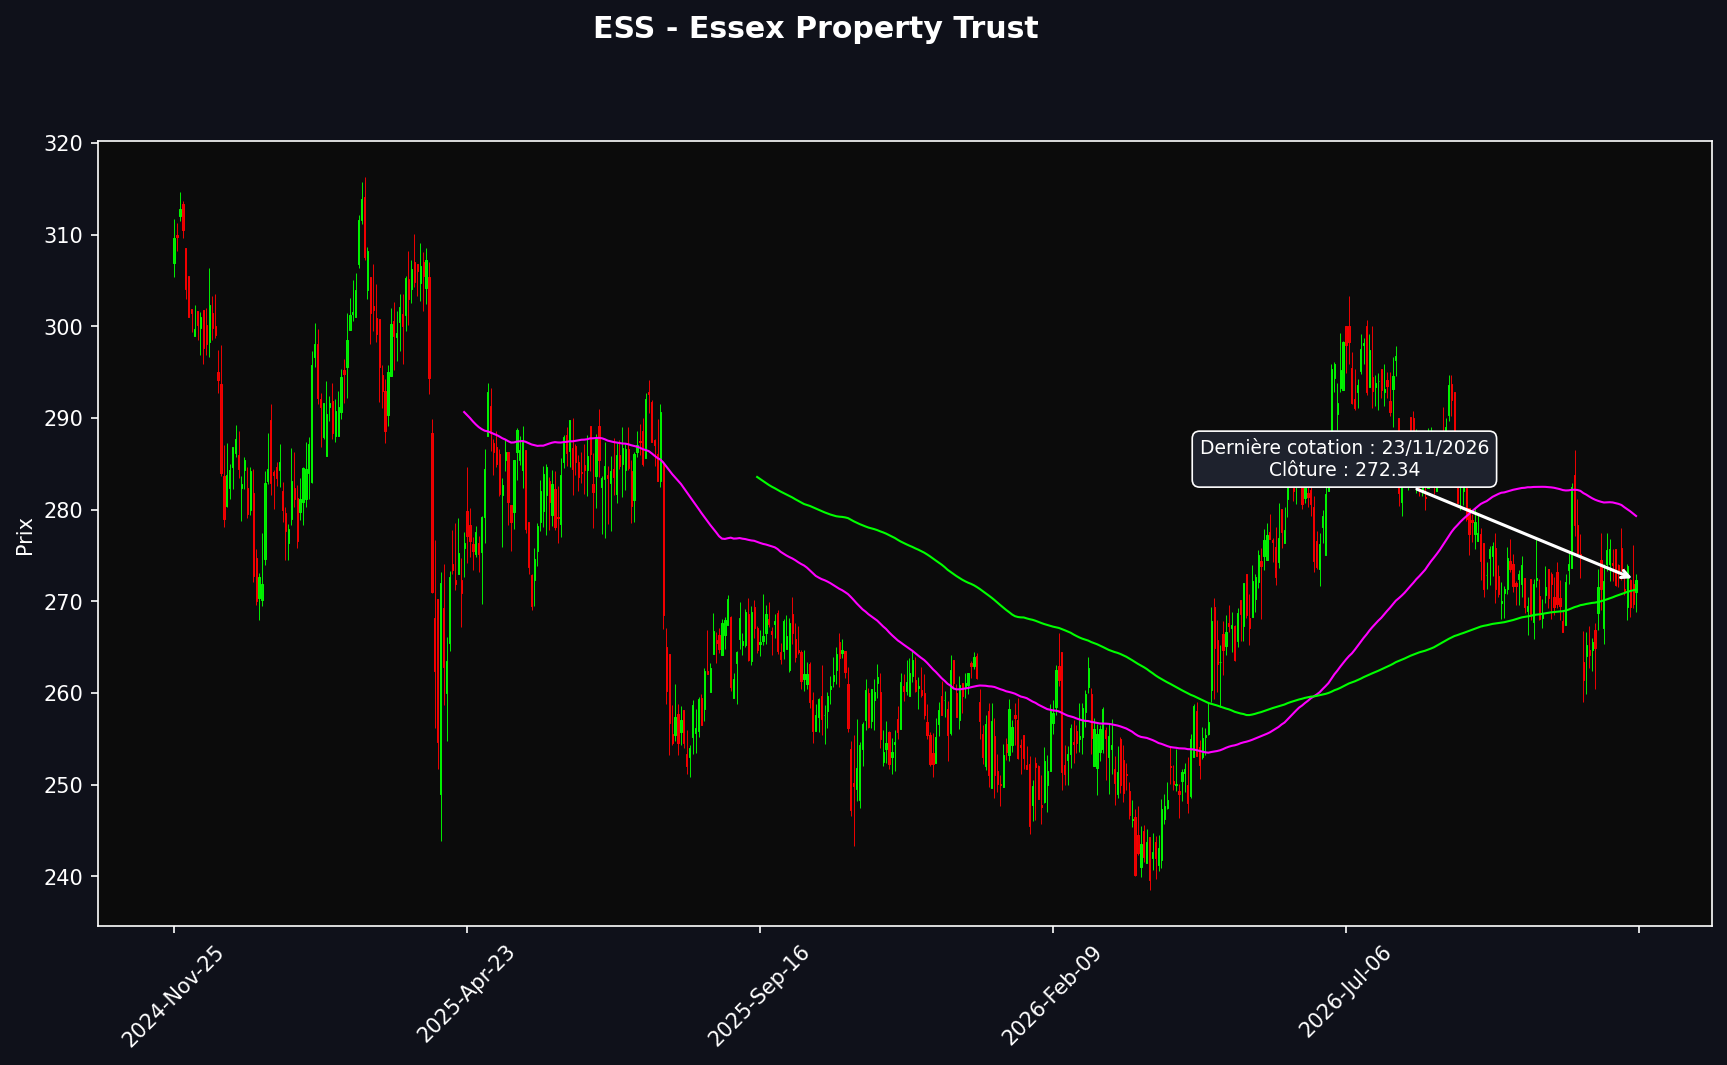 ESS - Essex Property Trust
320
310
300
290
280
270
260
250
240
Prix
Dernière cotation : 23/11/2026
Clôture : 272.34
2024-Nov-25
2025-Apr-23
2025-Sep-16
2026-Feb-09
2026-Jul-06